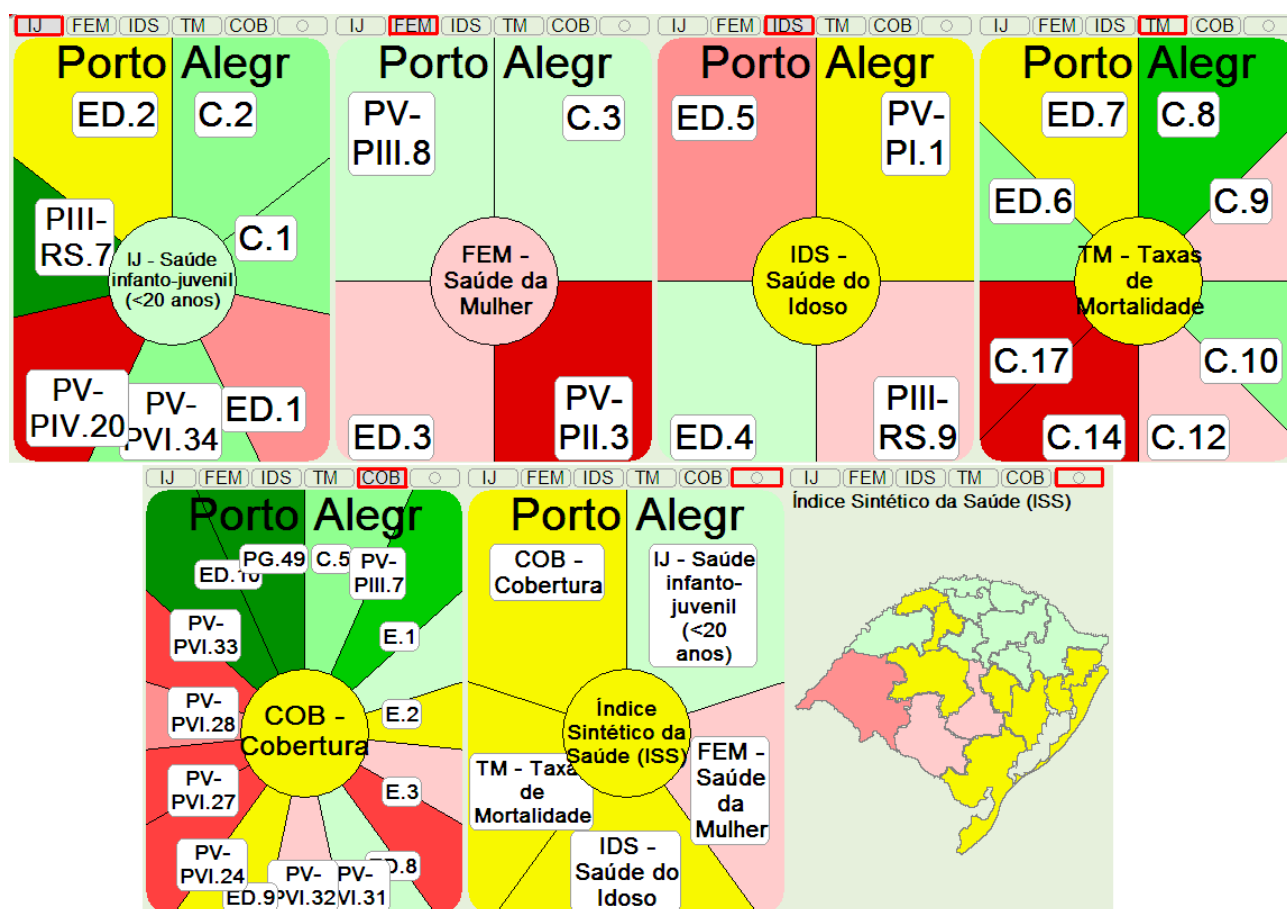 IJ FEM IDS TM COB IJ FEM IDS TM COB IJ FEM IDS TM COB IJ FEM IDS TM COB
Porto Alegr
ED.2
C.2
PIII-
RS.7
C.1
IJ - Saúde
infanto-juvenil
(<20 anos)
PV-
PIV.20
PV-
PVI.34
ED.1
Porto Alegr
PV-
PIII.8
C.3
FEM -
Saúde da
Mulher
ED.3
PV-
PII.3
Porto Alegr
ED.5
PV-
PI.1
IDS -
Saúde do
Idoso
ED.4
PIII-
RS.9
Porto Alegr
ED.7
C.8
ED.6
C.9
TM - Taxas
de
Mortalidade
C.17
C.10
C.14
C.12
IJ FEM IDS TM COB IJ FEM IDS TM COB IJ FEM IDS TM COB
Porto Alegr
ED.10
PG.49
C.5
PV-
PIII.7
PV-
PVI.33
E.1
PV-
PVI.28
E.2
COB -
Cobertura
PV-
PVI.27
E.3
PV-
PVI.24
ED.9
PV-
PVI.32
PV-
VI.31
ED.8
Porto Alegr
COB -
Cobertura
IJ - Saúde
infanto-
juvenil
(<20
anos)
Índice
Sintético da
Saúde (ISS)
TM - Taxa
de
Mortalidade
FEM -
Saúde
da
Mulher
IDS -
Saúde do
Idoso
Índice Sintético da Saúde (ISS)